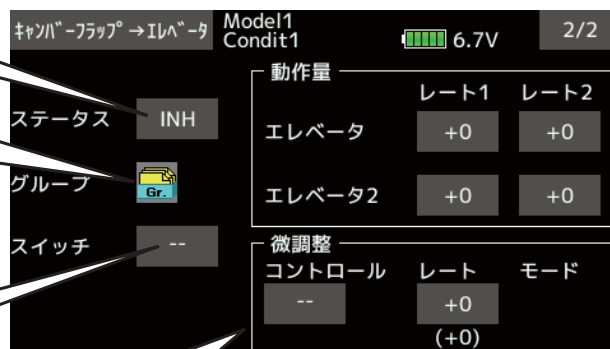 ｷｬﾝﾊﾞｰﾌﾗｯﾌﾟ→ｴﾚﾍﾞｰﾀ
Model1
Condit1
6.7V
2/2
ステータス
INH
グループ
Gr.
スイッチ
--
動作量
レート1 レート2
エレベータ +0 +0
エレベータ2 +0 +0
微調整
コントロール レート モード
-- +0
(+0)